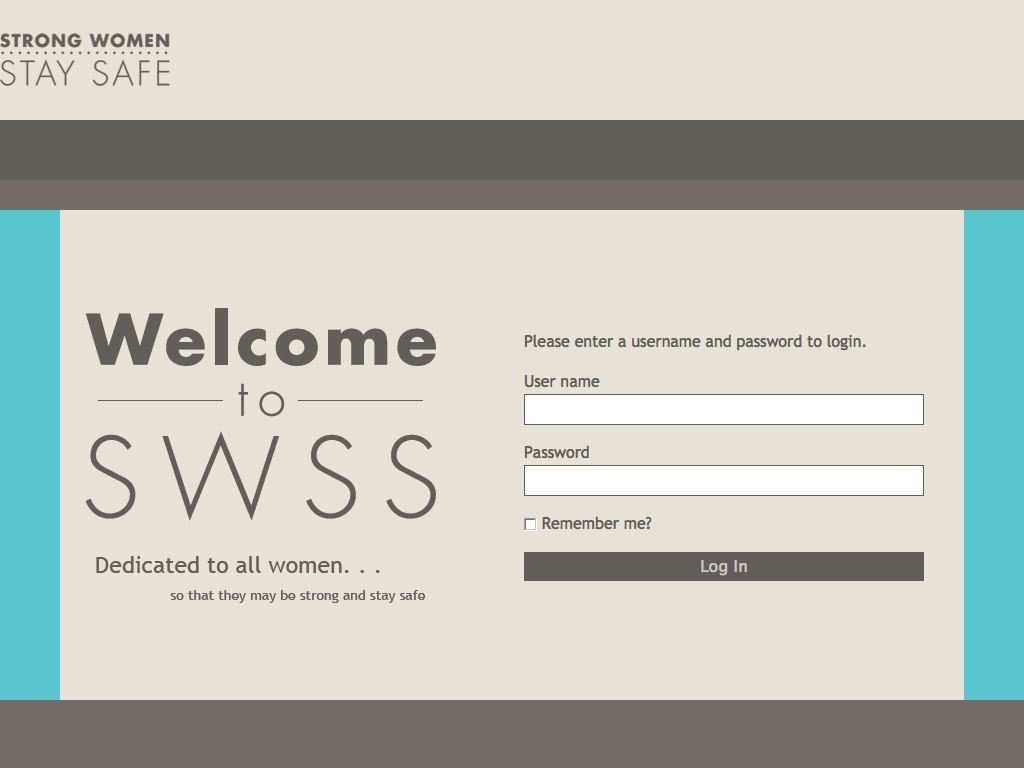 STRONG WOMEN
STAY SAFE
Welcome
to
SWSS
Dedicated to all women. . .
so that they may be strong and stay safe
Please enter a username and password to login.
User name
Password
Remember me?
Log In